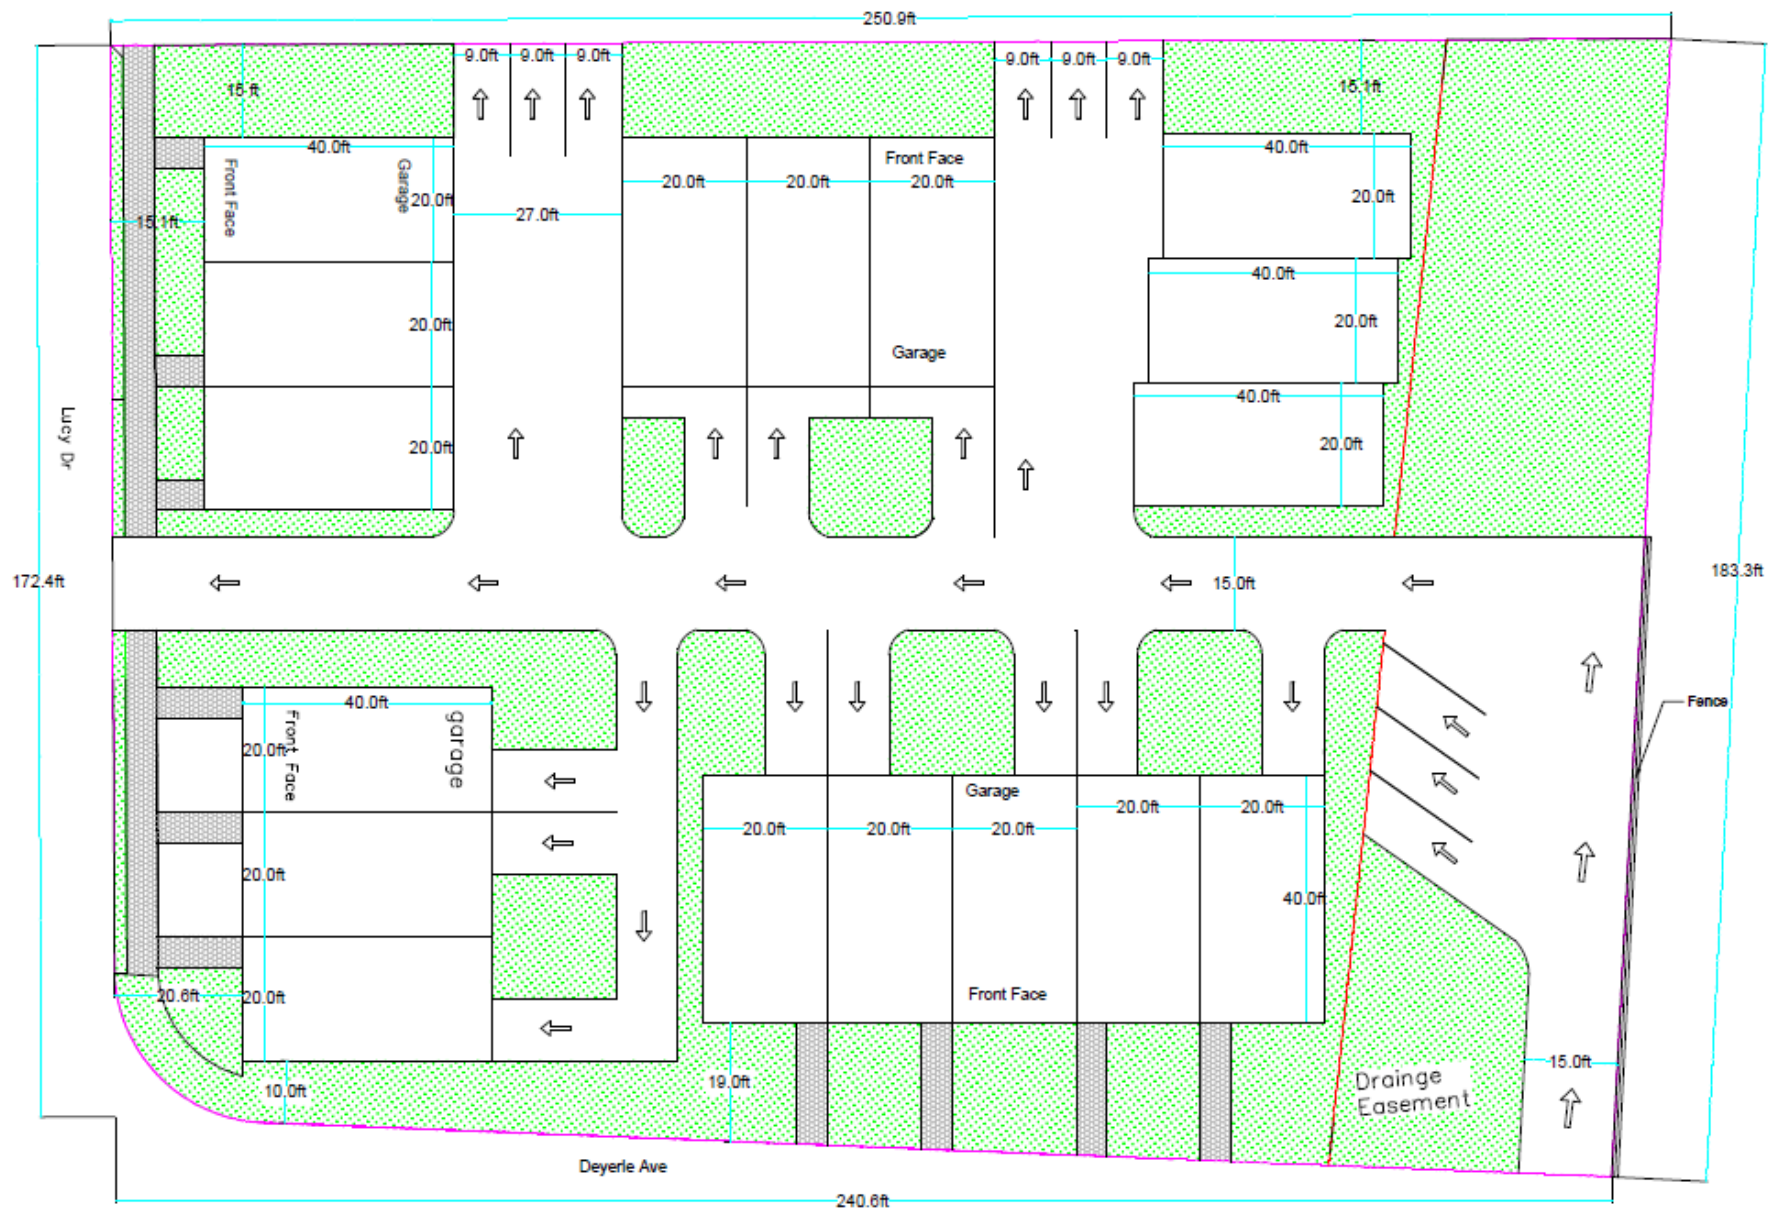 250.9ft
9.0ft 9.0ft 9.0ft
9.0ft 9.0ft 9.0ft
15 ft
15.1ft
40.0ft
Front Face
Garage
20.0ft
15.1ft
27.0ft
Front Face
20.0ft 20.0ft 20.0ft
40.0ft
20.0ft
40.0ft
20.0ft
20.0ft
Garage
40.0ft
20.0ft
20.0ft
Lucy Dr
172.4ft
15.0ft
183.3ft
Fence
40.0ft
Front Face
garage
20.0ft
20.0ft
20.0ft
20.6ft
10.0ft
Garage
20.0ft 20.0ft 20.0ft 20.0ft 20.0ft
40.0ft
Front Face
19.0ft
15.0ft
Drainge
Easement
Deyerle Ave
240.6ft